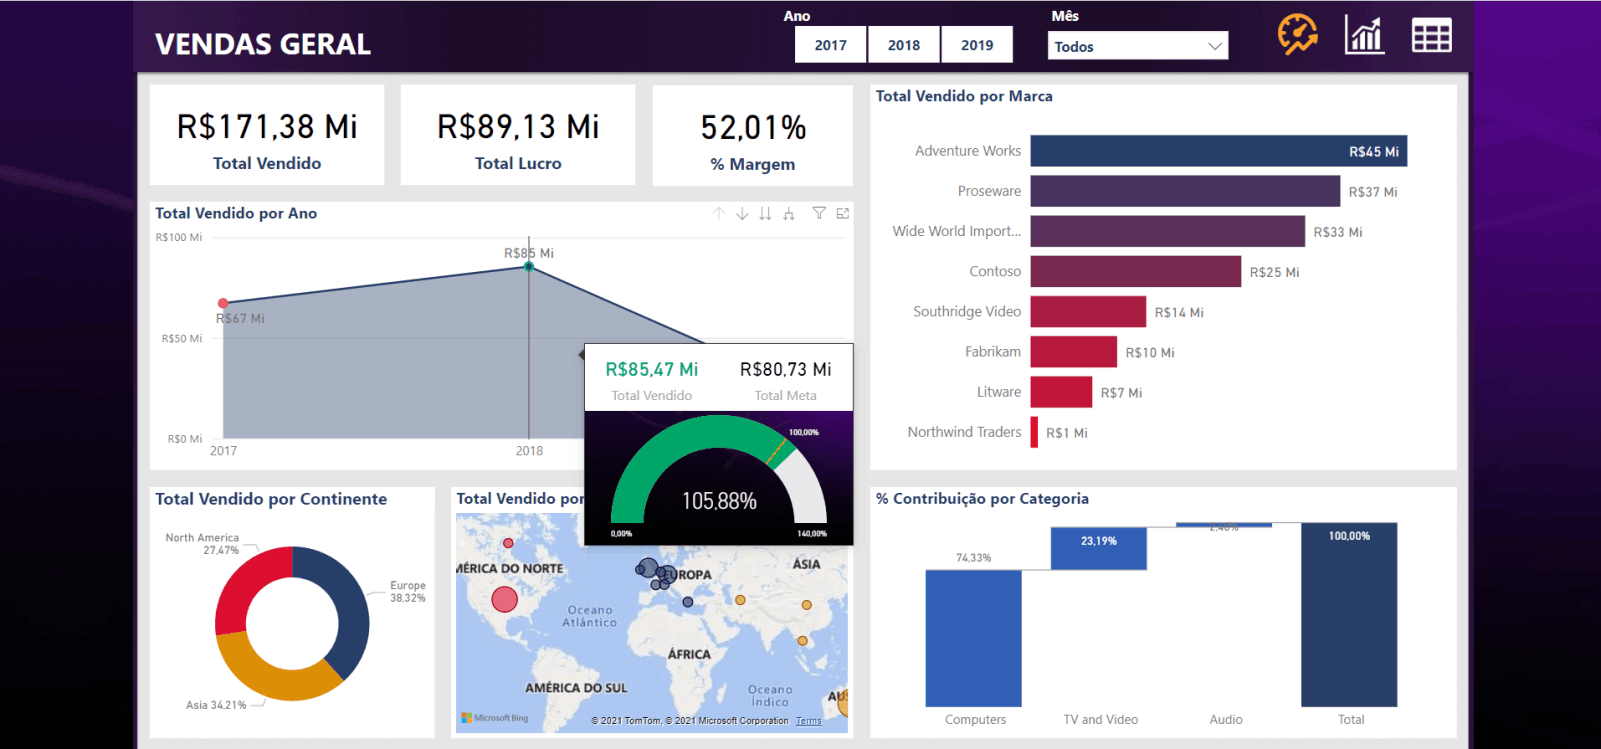 VENDAS GERAL
Ano
2017
2018
2019
Mês
Todos
R$171,38 Mi
Total Vendido
R$89,13 Mi
Total Lucro
52,01%
% Margem
Total Vendido por Ano
R$100 Mi
R$50 Mi
R$0 Mi
R$67 Mi
R$85 Mi
2017
2018
R$85,47 Mi
Total Vendido
R$80,73 Mi
Total Meta
100,00%
105,88%
0,00%
140,00%
Total Vendido por Marca
Adventure Works
R$45 Mi
Proseware
R$37 Mi
Wide World Import...
R$33 Mi
Contoso
R$25 Mi
Southridge Video
R$14 Mi
Fabrikam
R$10 Mi
Litware
R$7 Mi
Northwind Traders
R$1 Mi
Total Vendido por Continente
North America
27,47%
Europe
38,32%
Asia 34,21%
Total Vendido por
MÉRICA DO NORTE
EUROPA
ÁSIA
Oceano
Atlântico
ÁFRICA
AMÉRICA DO SUL
Oceano
Índico
AU
Microsoft Bing
© 2021 TomTom, © 2021 Microsoft Corporation Terms
% Contribuição por Categoria
74,33%
23,19%
2,48%
100,00%
Computers
TV and Video
Audio
Total